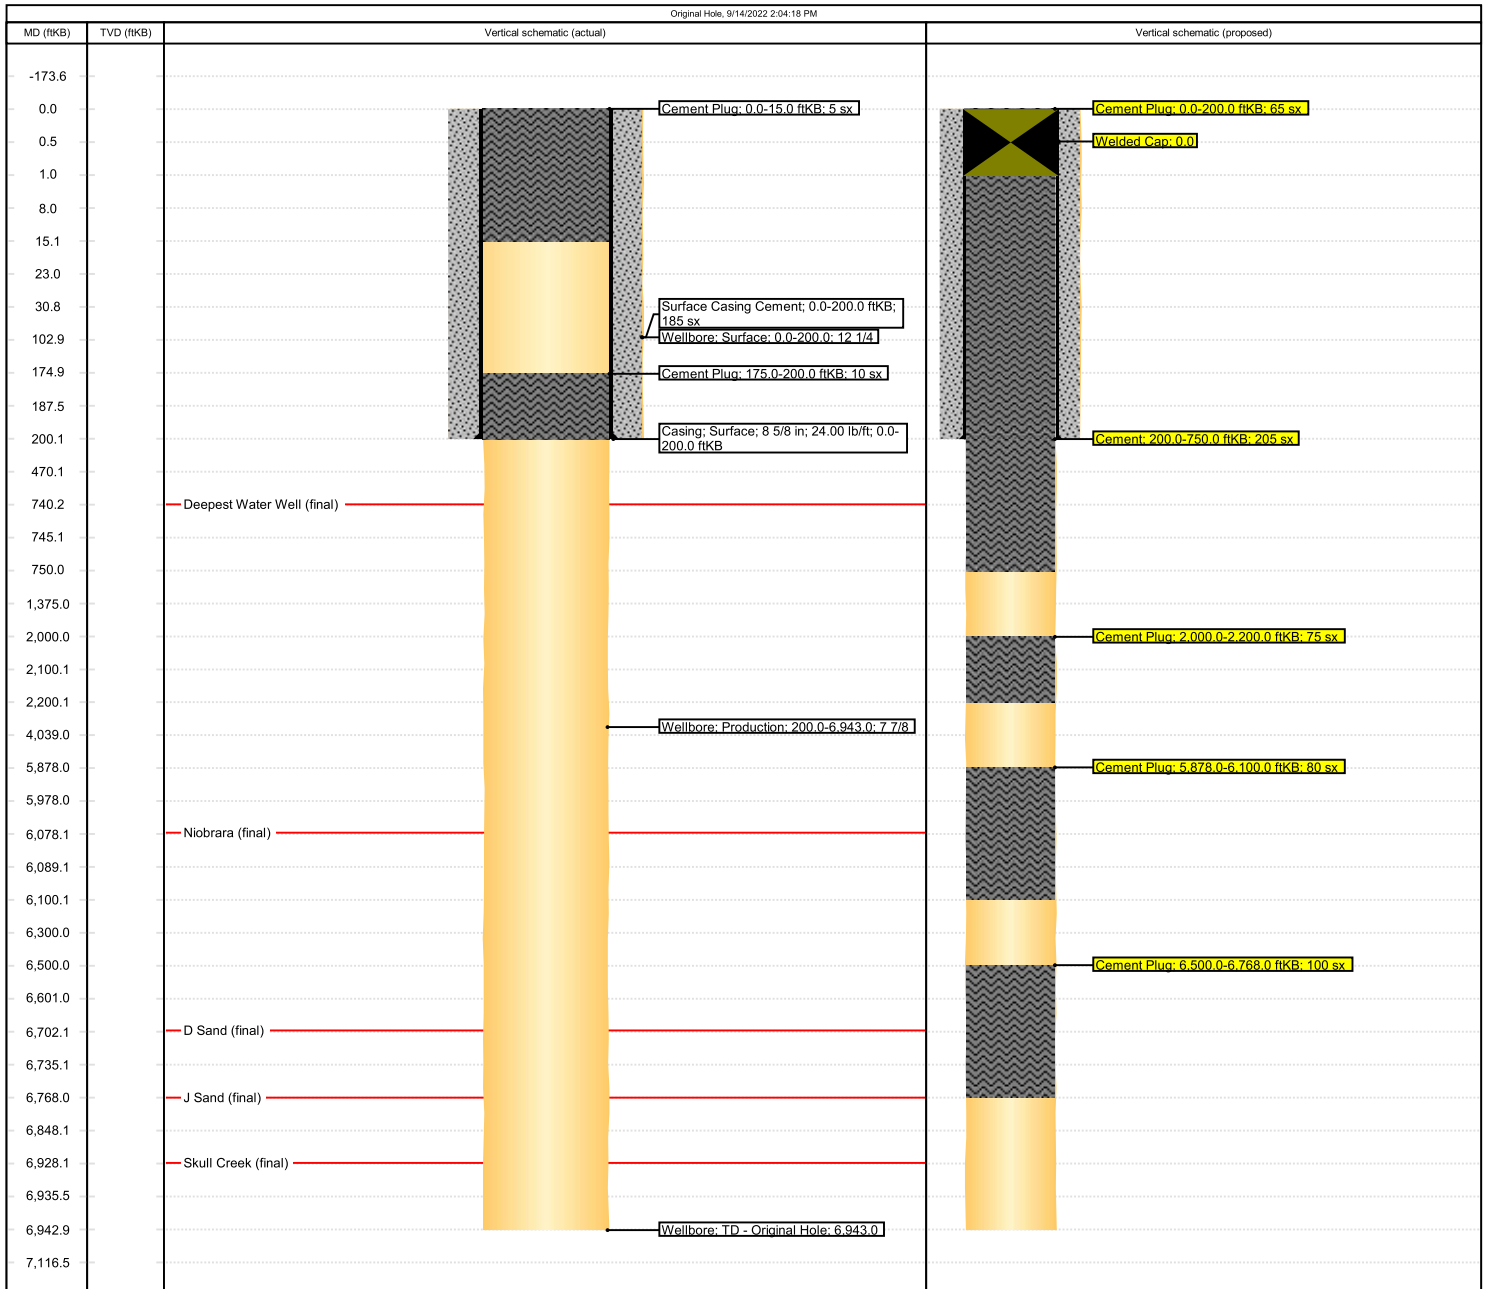 Original Hole, 9/14/2022 2:04:18 PM
MD (ftKB)
TVD (ftKB)
Vertical schematic (actual)
Vertical schematic (proposed)
-173.6
0.0
Cement Plug; 0.0-15.0 ftKB; 5 sx
Cement Plug; 0.0-200.0 ftKB; 65 sx
0.5
Welded Cap; 0.0
1.0
8.0
15.1
23.0
30.8
Surface Casing Cement; 0.0-200.0 ftKB;
185 sx
102.9
Wellbore; Surface; 0.0-200.0; 12 1/4
174.9
Cement Plug; 175.0-200.0 ftKB; 10 sx
187.5
200.1
Casing; Surface; 8 5/8 in; 24.00 lb/ft; 0.0-
200.0 ftKB
Cement; 200.0-750.0 ftKB; 205 sx
470.1
740.2
Deepest Water Well (final)
745.1
750.0
1,375.0
2,000.0
Cement Plug; 2,000.0-2,200.0 ftKB; 75 sx
2,100.1
2,200.1
Wellbore; Production; 200.0-6,943.0; 7 7/8
4,039.0
5,878.0
Cement Plug; 5,878.0-6,100.0 ftKB; 80 sx
5,978.0
6,078.1
Niobrara (final)
6,089.1
6,100.1
6,300.0
6,500.0
Cement Plug; 6,500.0-6,768.0 ftKB; 100 sx
6,601.0
6,702.1
D Sand (final)
6,735.1
6,768.0
J Sand (final)
6,848.1
6,928.1
Skull Creek (final)
6,935.5
6,942.9
Wellbore; TD - Original Hole; 6,943.0
7,116.5